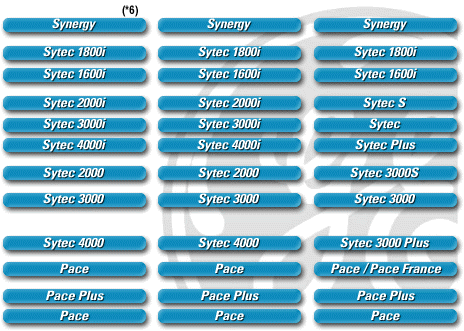 (*6)
Synergy Synergy Synergy
Sytec 1800i Sytec 1800i Sytec 1800i
Sytec 1600i Sytec 1600i Sytec 1600i
Sytec 2000i Sytec 2000i Sytec S
Sytec 3000i Sytec 3000i Sytec
Sytec 4000i Sytec 4000i Sytec Plus
Sytec 2000 Sytec 2000 Sytec 3000S
Sytec 3000 Sytec 3000 Sytec 3000
Sytec 4000 Sytec 4000 Sytec 3000 Plus
Pace Pace Pace / Pace France
Pace Plus Pace Plus Pace Plus
Pace Pace Pace